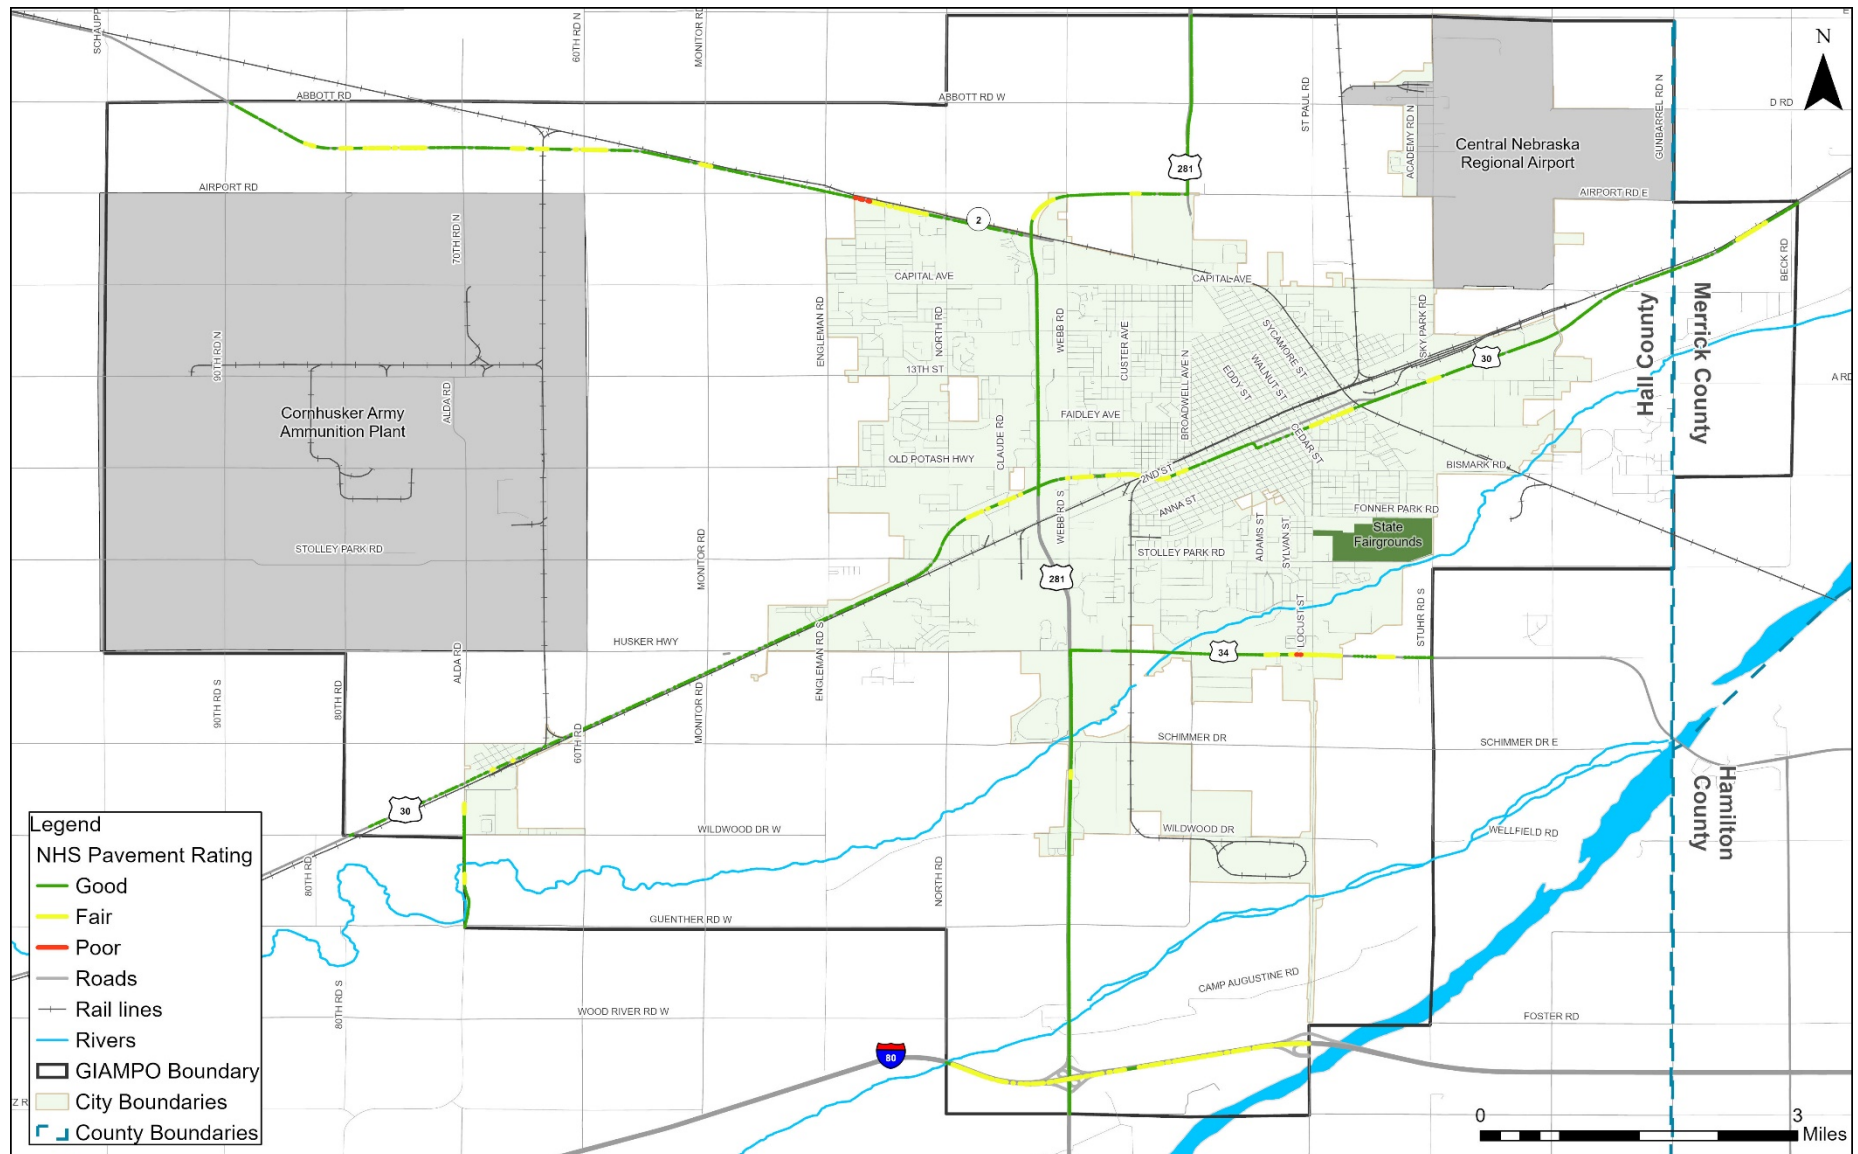 SCHAUPP
60TH RD N
MONITOR RD
E
N
ABBOTT RD
ABBOTT RD W
ST PAUL RD
ACADEMY RD N
GUNBARREL RD N
D RD
Central Nebraska
Regional Airport
281
AIRPORT RD
AIRPORT RD E
2
70TH RD N
CAPITAL AVE
CAPITAL AVE
BECK RD
ENGLEMAN RD
NORTH RD
WEBB RD
CUSTER AVE
BROADWELL AVE N
SYCAMORE ST
WALNUT ST
EDDY ST
SKY PARK RD
30
Hall County
Merrick County
90TH RD N
13TH ST
A RD
ALDA RD
Cornhusker Army
Ammunition Plant
FAIDLEY AVE
CLAUDE RD
CEDAR ST
OLD POTASH HWY
2ND ST
BISMARK RD
ANNA ST
FONNER PARK RD
WEBB RD S
ADAMS ST
SYLVAN ST
State
Fairgrounds
STOLLEY PARK RD
STOLLEY PARK RD
MONITOR RD
281
LOCUST ST
STUHR RD S
HUSKER HWY
ENGLEMAN RD S
34
ALDA RD
90TH RD S
80TH RD
MONITOR RD
60TH RD
SCHIMMER DR
SCHIMMER DR E
Hamilton
County
30
WILDWOOD DR W
WILDWOOD DR
WELLFIELD RD
80TH RD
NORTH RD
GUENTHER RD W
80TH RD S
CAMP AUGUSTINE RD
WOOD RIVER RD W
FOSTER RD
80
Z R
Legend
NHS Pavement Rating
Good
Fair
Poor
Roads
Rail lines
Rivers
GIAMPO Boundary
City Boundaries
County Boundaries
0 3
Miles